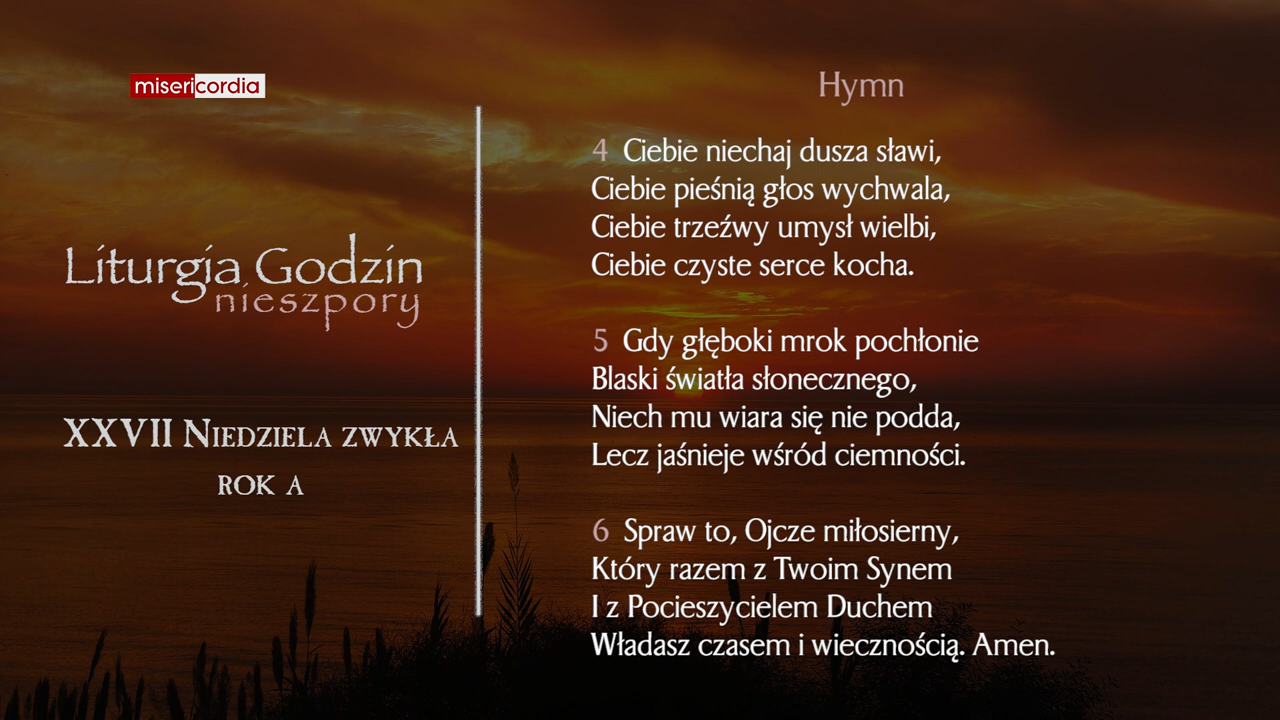 misericordia
Liturgia Godzin
nieszpory
XXVII Niedziela zwykła
rok a
Hymn
4 Ciebie niechaj dusza sławi,
Ciebie pieśnią głos wychwala,
Ciebie trzeźwy umysł wielbi,
Ciebie czyste serce kocha.
5 Gdy głęboki mrok pochłonie
Blaski światła słonecznego,
Niech mu wiara się nie podda,
Lecz jaśnieje wśród ciemności.
6 Spraw to, Ojcze miłosierny,
Który razem z Twoim Synem
I z Pocieszycielem Duchem
Władasz czasem i wiecznością. Amen.